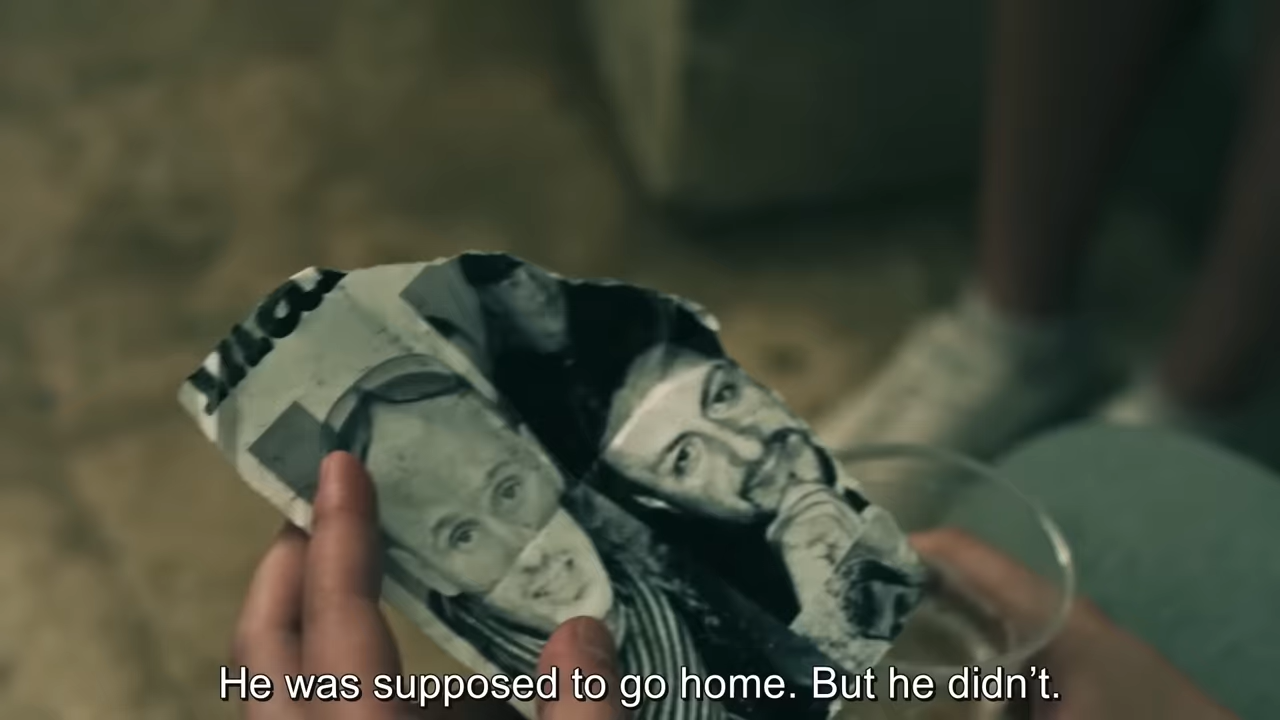 He was supposed to go home. But he didn’t.